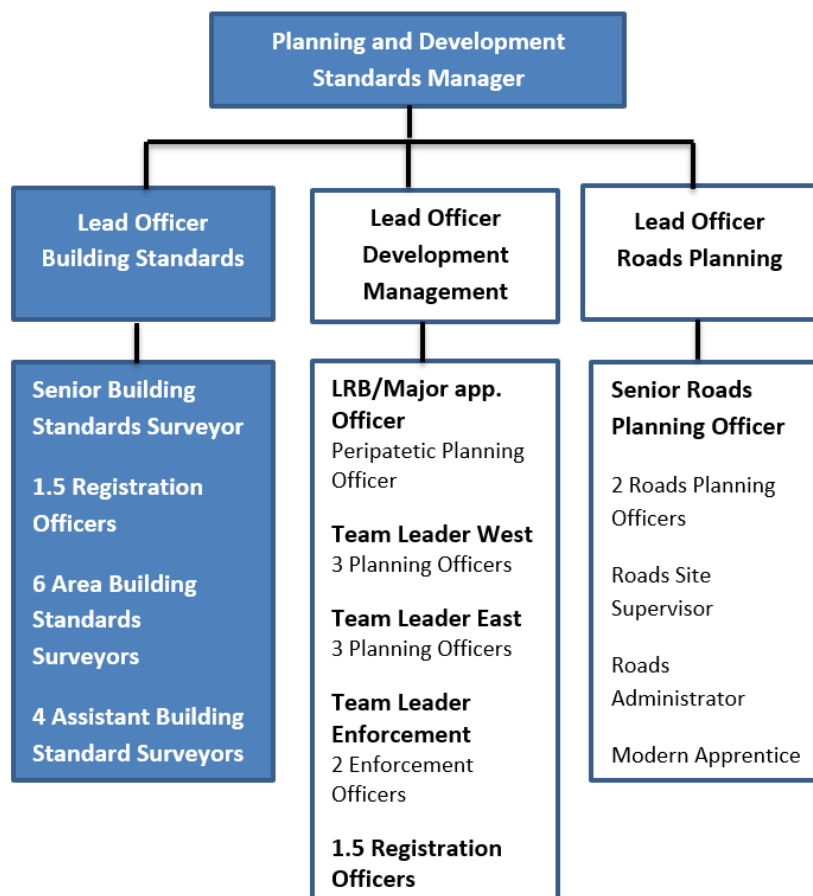 Planning and Development
Standards Manager
Lead Officer
Building Standards
Lead Officer
Development
Management
Lead Officer
Roads Planning
Senior Building
Standards Surveyor
1.5 Registration
Officers
6 Area Building
Standards
Surveyors
4 Assistant Building
Standard Surveyors
LRB/Major app.
Officer
Peripatetic Planning
Officer
Team Leader West
3 Planning Officers
Team Leader East
3 Planning Officers
Team Leader
Enforcement
2 Enforcement
Officers
1.5 Registration
Officers
Senior Roads
Planning Officer
2 Roads Planning
Officers
Roads Site
Supervisor
Roads
Administrator
Modern Apprentice